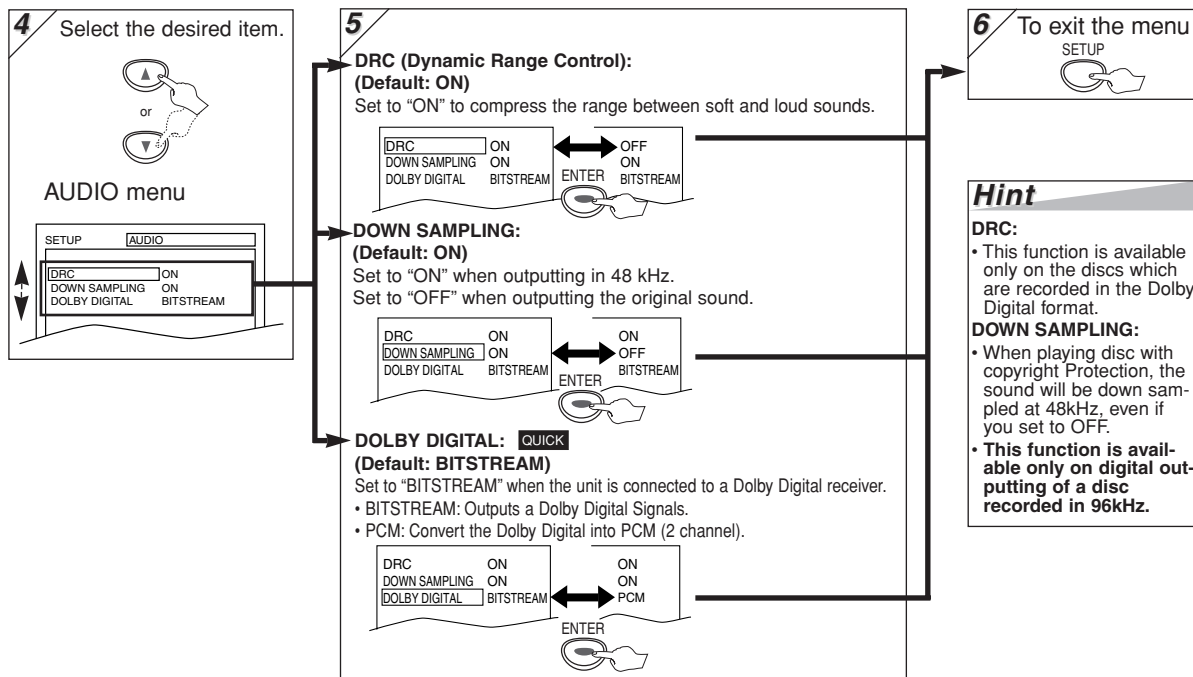 4
Select the desired item.
or
AUDIO menu
SETUP AUDIO
DRC ON
DOWN SAMPLING ON
DOLBY DIGITAL BITSTREAM
5
DRC (Dynamic Range Control):
(Default: ON)
Set to “ON” to compress the range between soft and loud sounds.
DRC ON OFF
DOWN SAMPLING ON ON
DOLBY DIGITAL BITSTREAM BITSTREAM
ENTER
DOWN SAMPLING:
(Default: ON)
Set to “ON” when outputting in 48 kHz.
Set to “OFF” when outputting the original sound.
DRC ON ON
DOWN SAMPLING ON OFF
DOLBY DIGITAL BITSTREAM BITSTREAM
ENTER
DOLBY DIGITAL: QUICK
(Default: BITSTREAM)
Set to “BITSTREAM” when the unit is connected to a Dolby Digital receiver.
• BITSTREAM: Outputs a Dolby Digital Signals.
• PCM: Convert the Dolby Digital into PCM (2 channel).
DRC ON ON
DOWN SAMPLING ON ON
DOLBY DIGITAL BITSTREAM PCM
ENTER
6
To exit the menu
SETUP
Hint
DRC:
• This function is available
only on the discs which
are recorded in the Dolby
Digital format.
DOWN SAMPLING:
• When playing disc with
copyright Protection, the
sound will be down sam-
pled at 48kHz, even if
you set to OFF.
• This function is avail-
able only on digital out-
putting of a disc
recorded in 96kHz.